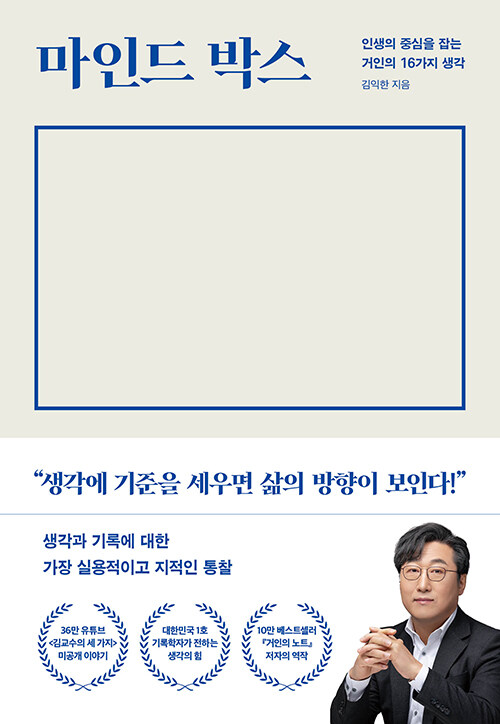 마인드 박스
인생의 중심을 잡는
거인의 16가지 생각
김익한 지음
“생각에 기준을 세우면 삶의 방향이 보인다!”
생각과 기록에 대한
가장 실용적이고 지적인 통찰
36만 유튜브
<김교수의 세 가지>
미공개 이야기
대한민국 1호
기록학자가 전하는
생각의 힘
10만 베스트셀러
『거인의 노트』
저자의 역작